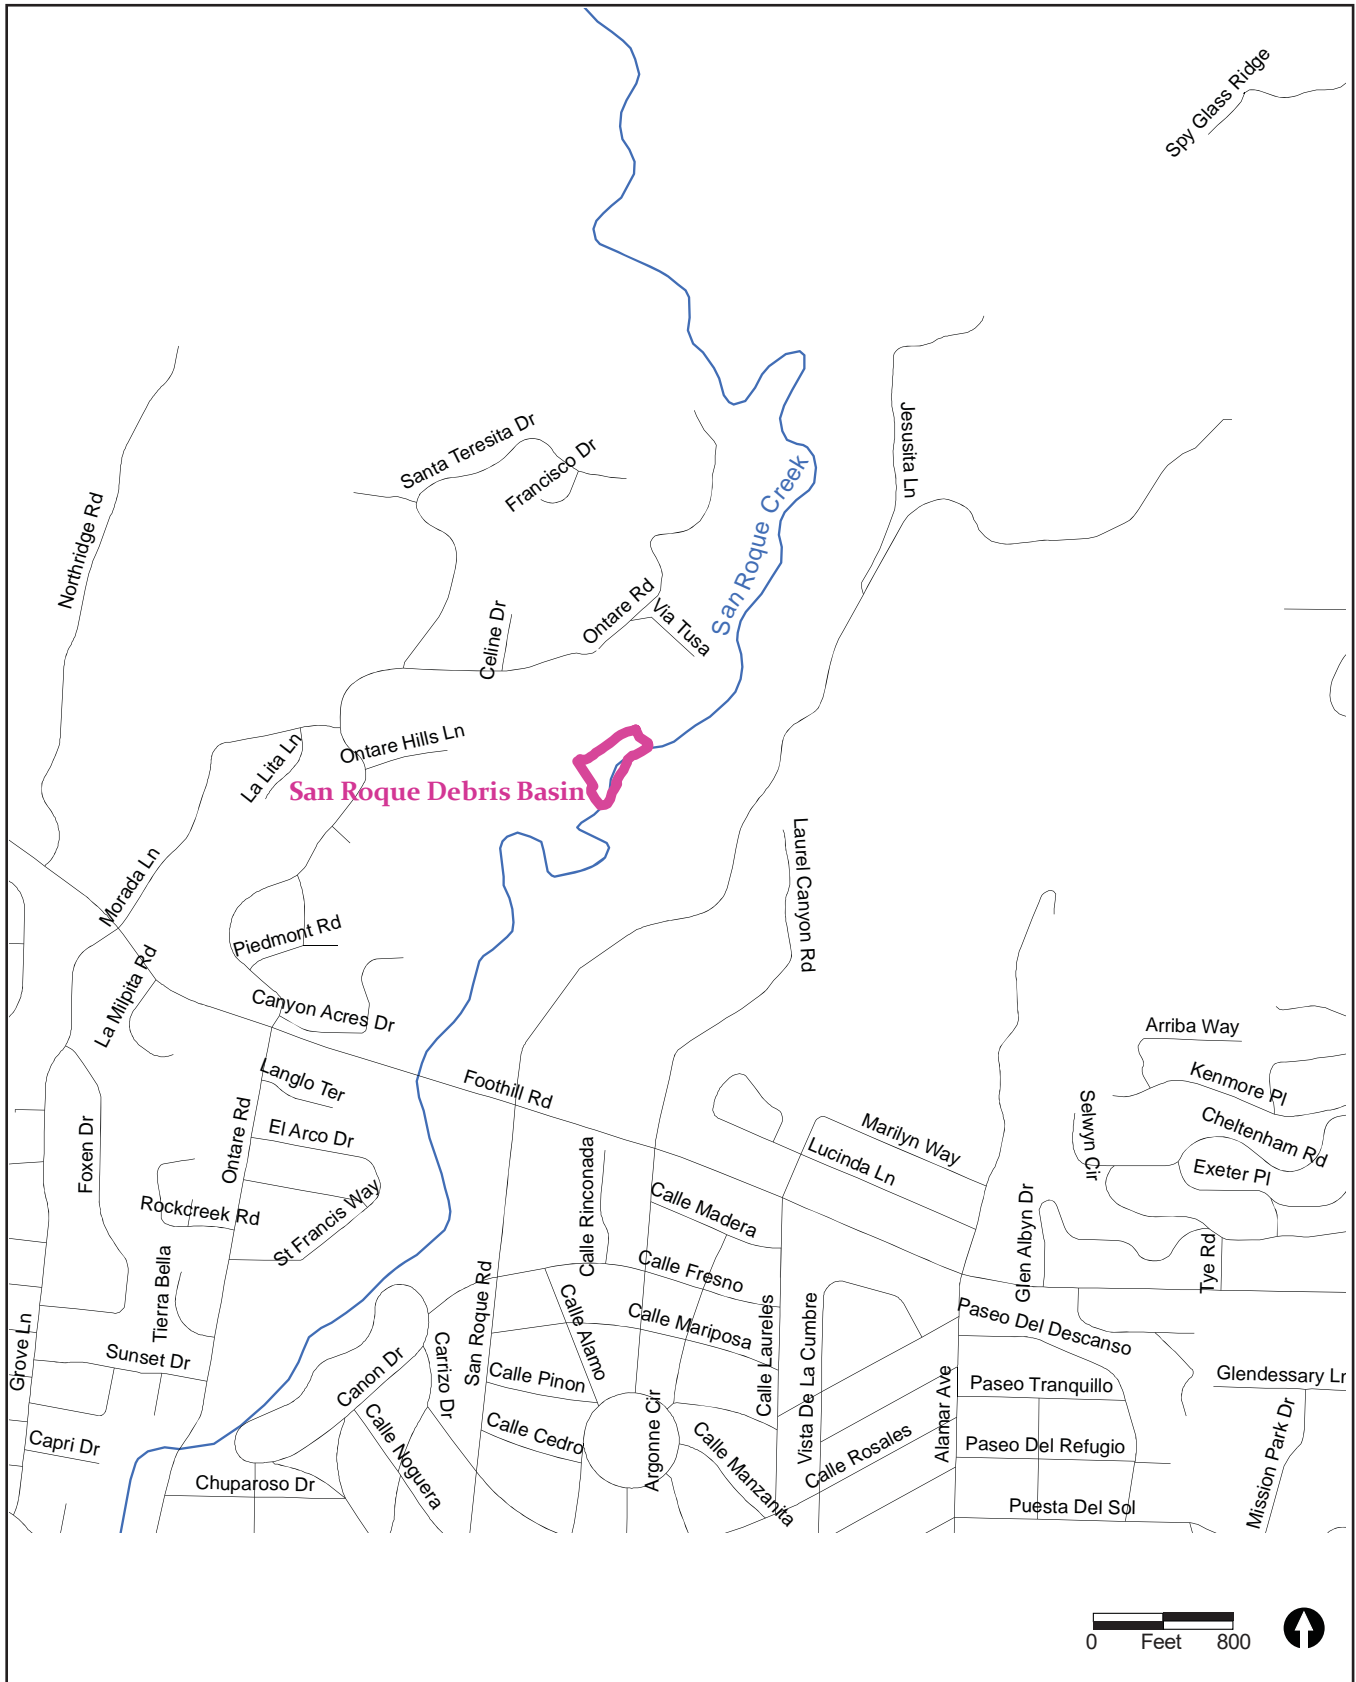 Spy Glass Ridge
Jesusita Ln
Santa Teresita Dr
Francisco Dr
San Roque Creek
Northridge Rd
Ontare Rd
Via Tusa
Celine Dr
Ontare Hills Ln
La Lita Ln
San Roque Debris Basin
Laurel Canyon Rd
Morada Ln
Piedmont Rd
La Milpita Rd
Canyon Acres Dr
Arriba Way
Langlo Ter
Foothill Rd
Kenmore Pl
Selwyn Cir
Cheltenham Rd
Foxen Dr
Ontare Rd
El Arco Dr
Marilyn Way
Lucinda Ln
Exeter Pl
Rockcreek Rd
St Francis Way
Calle Rinconada
Calle Madera
Glen Albyn Dr
Tye Rd
Tierra Bella
Calle Fresno
San Roque Rd
Calle Alamo
Calle Mariposa
Calle Laureles
Vista De La Cumbre
Paseo Del Descanso
Grove Ln
Sunset Dr
Canon Dr
Carrizo Dr
Calle Pinon
Argonne Cir
Alamar Ave
Paseo Tranquillo
Glendessary Ln
Capri Dr
Calle Noguera
Calle Cedro
Calle Manzanita
Calle Rosales
Paseo Del Refugio
Mission Park Dr
Chuparoso Dr
Puesta Del Sol
0 Feet 800